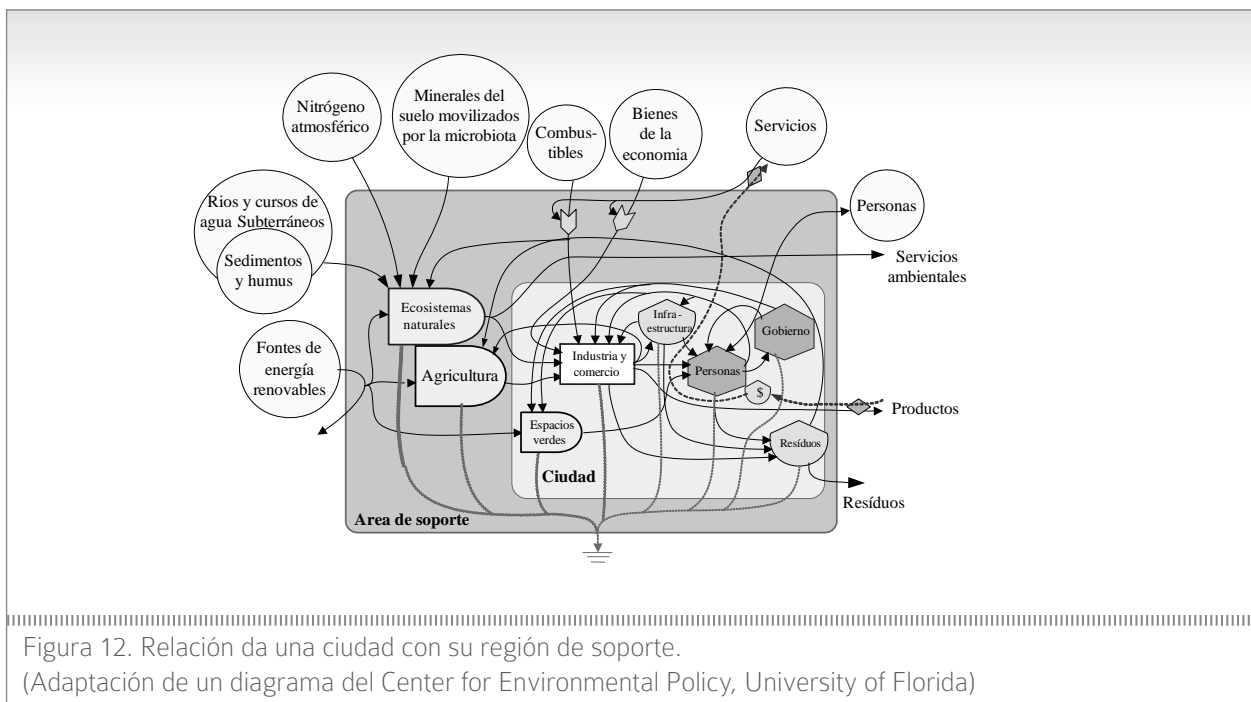 Nitrógeno
atmosférico
Minerales del
suelo movilizados
por la microbiota
Combus-
tibles
Bienes
de la
economia
Servicios
Rios y cursos de
agua Subterráneos
Sedimentos
y humus
Personas
Servicios
ambientales
Ecosistemas
naturales
Fontes de
energía
renovables
Agricultura
Industria y
comercio
Infra-
estructura
Personas
Gobierno
$
Productos
Espacios
verdes
Resíduos
Ciudad
Resíduos
Area de soporte
Figura 12. Relación da una ciudad con su región de soporte.
(Adaptación de un diagrama del Center for Environmental Policy, University of Florida)